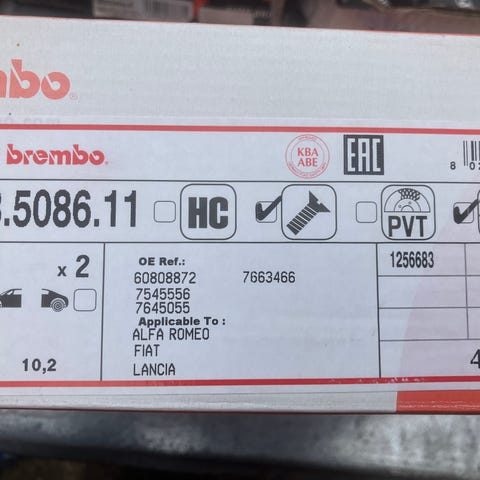 brembo
KBA
ABE
EAC
.5086.11
HC
PVT
x 2
OE Ref.:
60808872 7663466
7545556
7645055
Applicable To :
ALFA ROMEO
FIAT
LANCIA
1256683
10,2
4